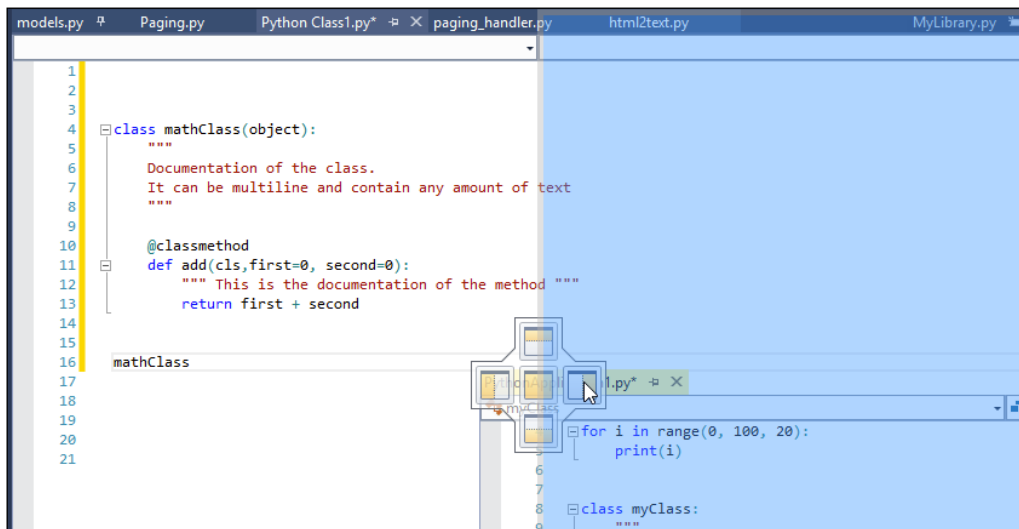 models.py Paging.py Python Class1.py* paging_handler.py html2text.py MyLibrary.py
1
2
3
4 class mathClass(object):
5 """
6 Documentation of the class.
7 It can be multiline and contain any amount of text
8 """
9
10 @classmethod
11 def add(cls,first=0, second=0):
12 """ This is the documentation of the method """
13 return first + second
14
15
16 mathClass
17
18
19
20
21
1.py*
myClass
for i in range(0, 100, 20):
5 print(i)
6
7
8 class myClass:
9 """